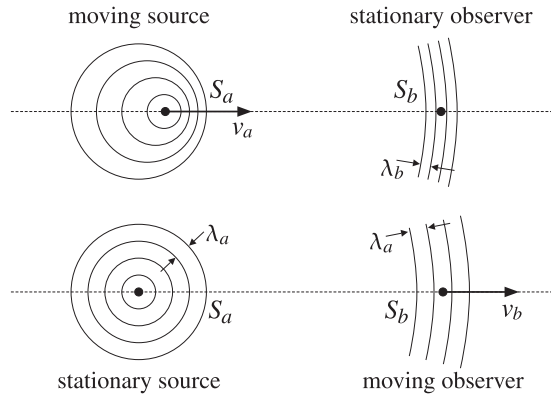 moving source
stationary observer
S_a
S_b
v_a
λ_b
λ_a
λ_a
S_a
S_b
v_b
stationary source
moving observer